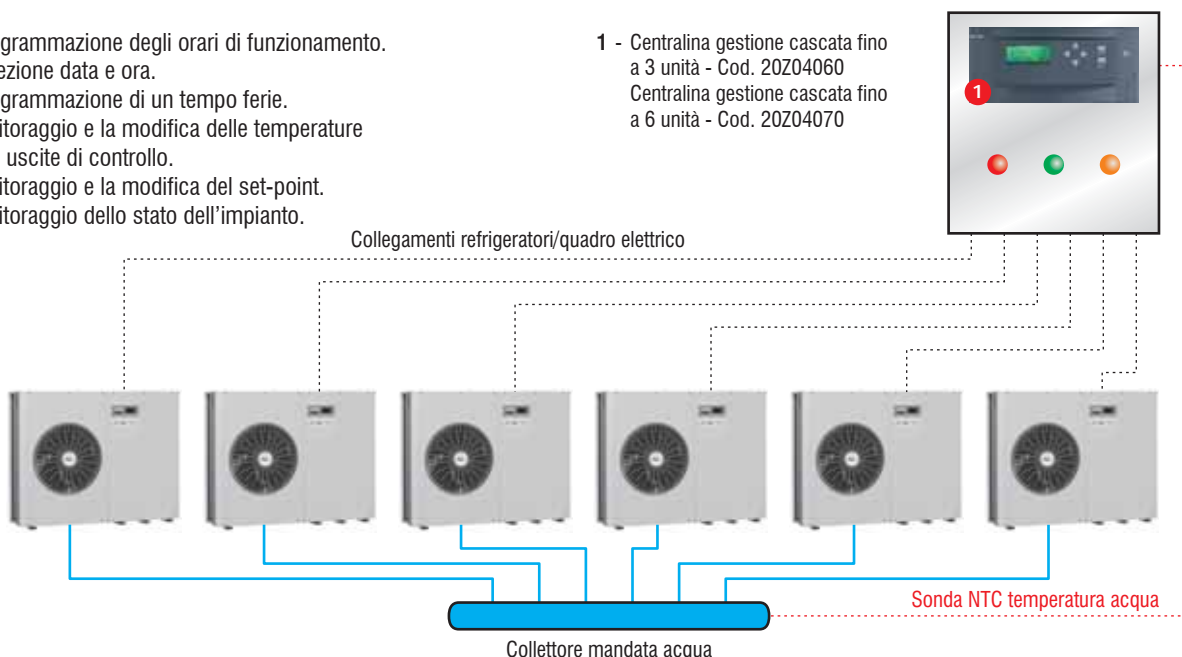 grammazione degli orari di funzionamento.
ezione data e ora.
grammazione di un tempo ferie.
itoraggio e la modifica delle temperature
uscite di controllo.
itoraggio e la modifica del set-point.
itoraggio dello stato dell'impianto.
1 - Centralina gestione cascata fino
a 3 unità - Cod. 20Z04060
Centralina gestione cascata fino
a 6 unità - Cod. 20Z04070
1
Collegamenti refrigeratori/quadro elettrico
Sonda NTC temperatura acqua
Collettore mandata acqua